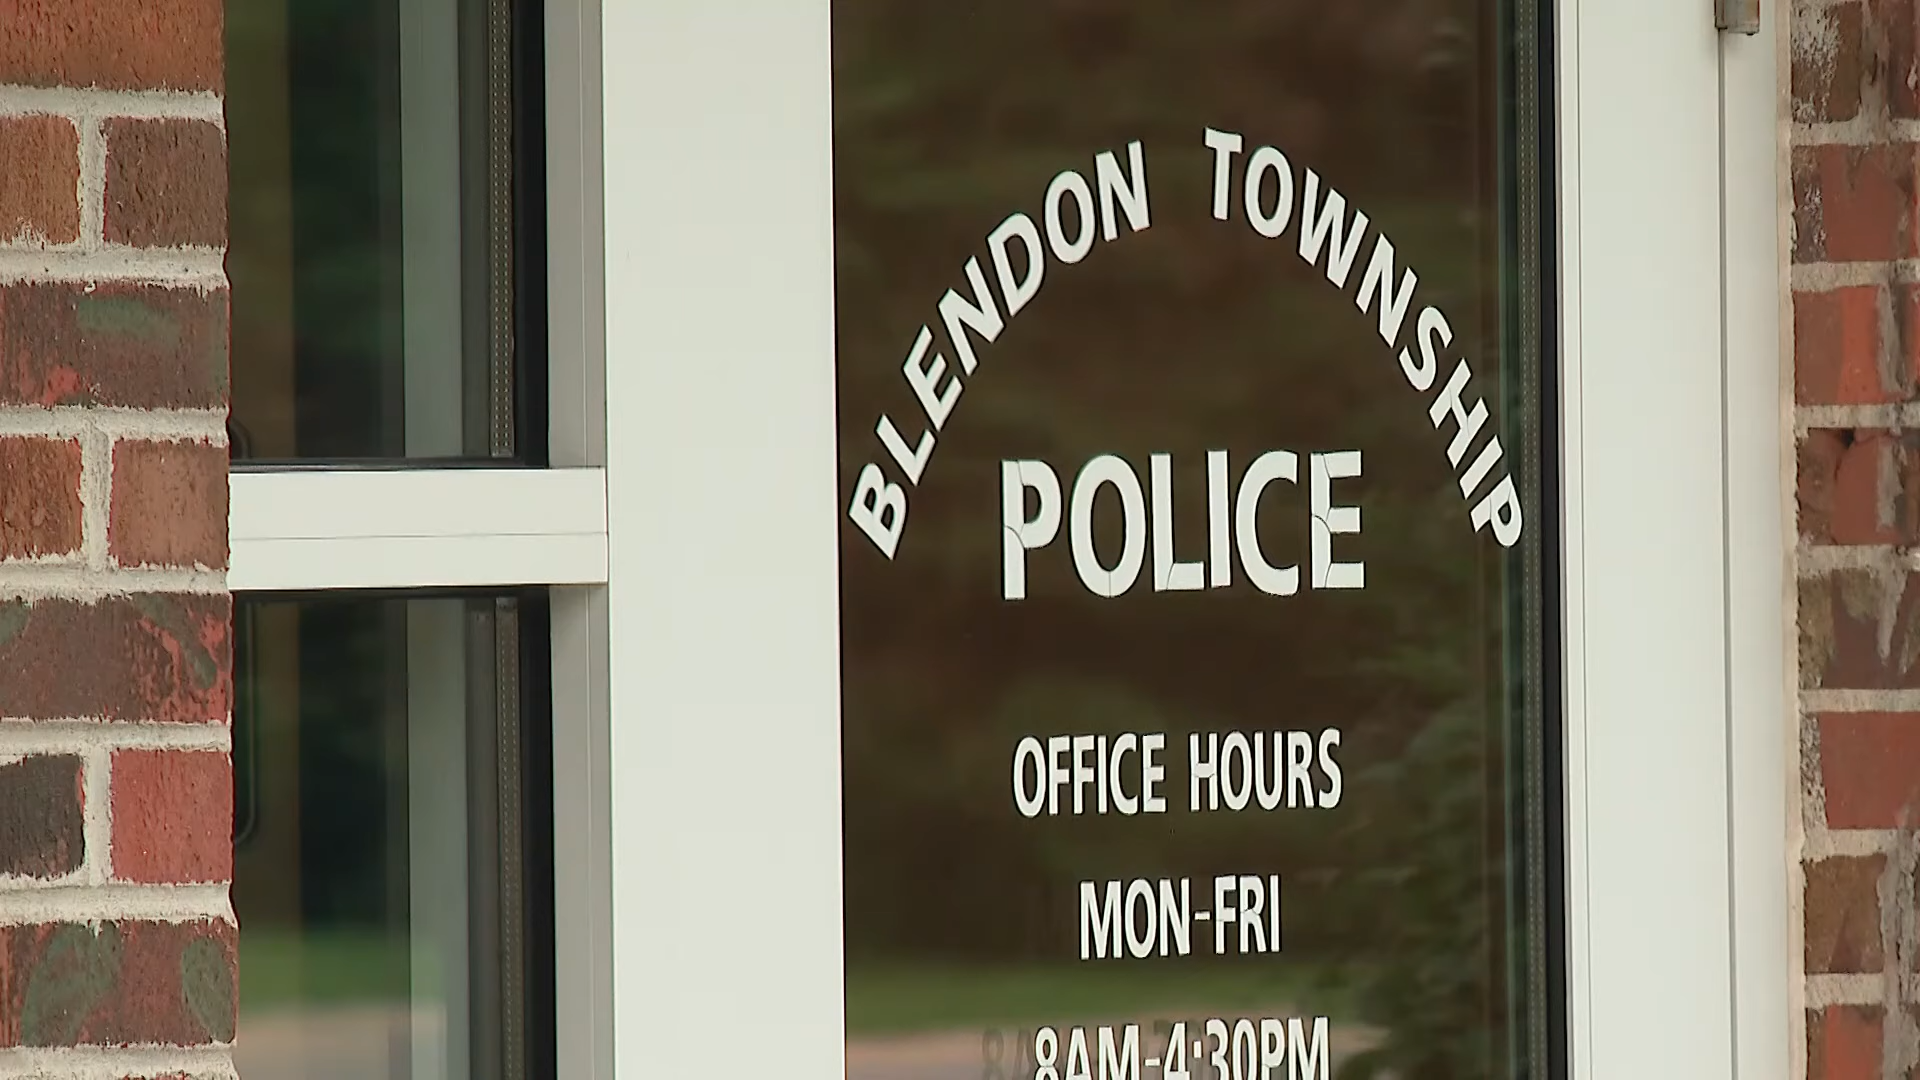 BLENDON TOWNSHIP
POLICE
OFFICE HOURS
MON-FRI
8AM-4:30PM